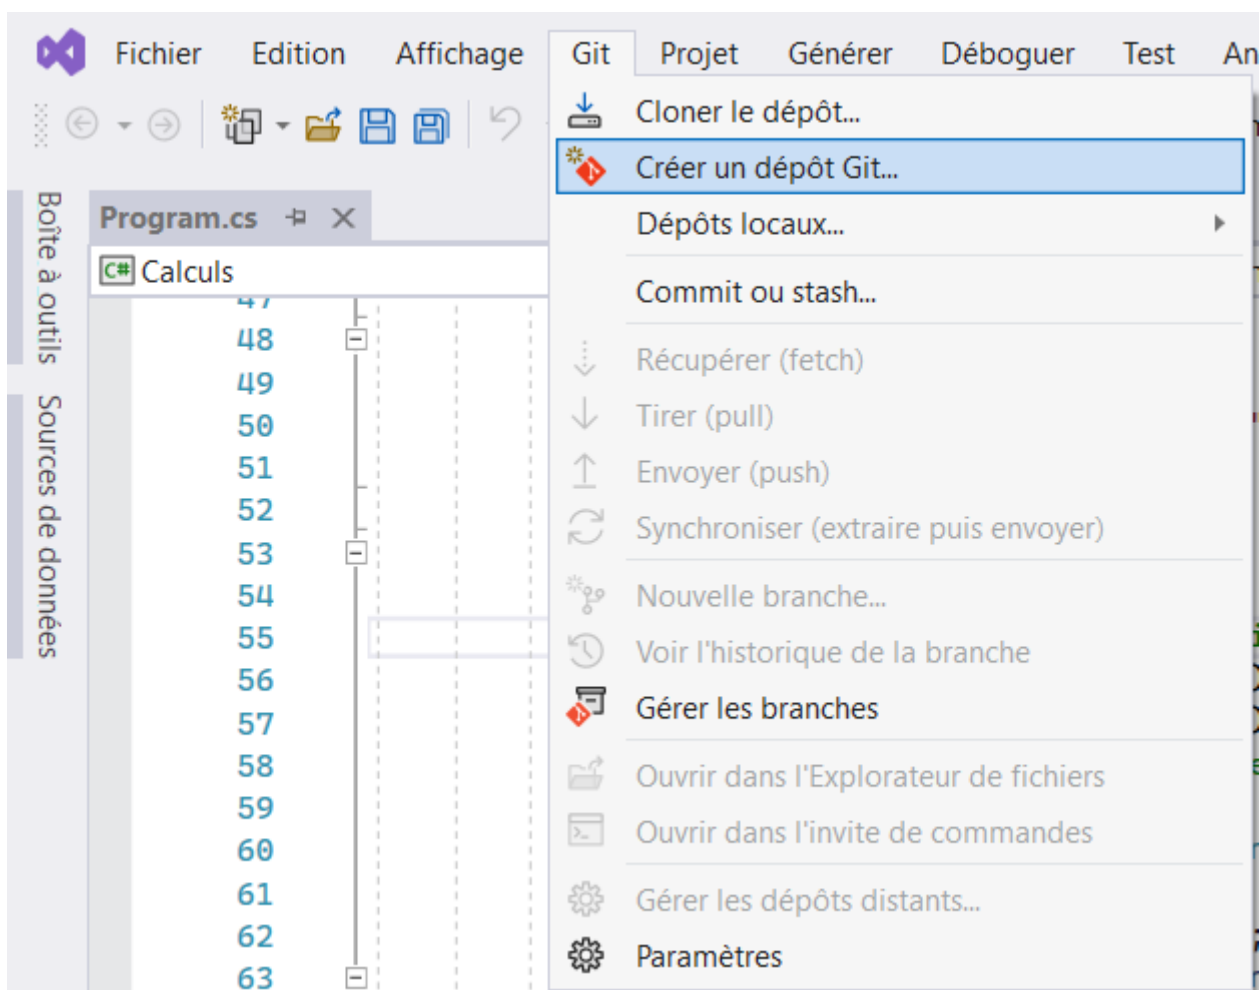 Fichier Edition Affichage Git Projet Générer Déboguer Test An
Cloner le dépôt...
Créer un dépôt Git...
Dépôts locaux...
Commit ou stash...
Récupérer (fetch)
Tirer (pull)
Envoyer (push)
Synchroniser (extraire puis envoyer)
Nouvelle branche...
Voir l'historique de la branche
Gérer les branches
Ouvrir dans l'Explorateur de fichiers
Ouvrir dans l'invite de commandes
Gérer les dépôts distants...
Paramètres
Boîte à outils
Sources de données
Program.cs
C# Calculs
47
48
49
50
51
52
53
54
55
56
57
58
59
60
61
62
63